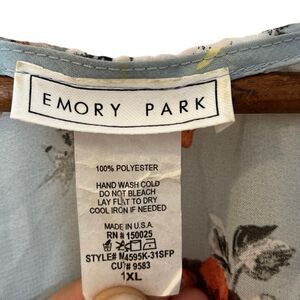 EMORY PARK
100% POLYESTER
HAND WASH COLD
DO NOT BLEACH
LAY FLAT TO DRY
COOL IRON IF NEEDED
MADE IN U.S.A.
RN # 150025
STYLE# M4595K-31SFP
CUT# 9583
1XL